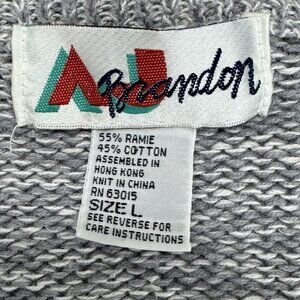 AJ Brandon
55% RAMIE
45% COTTON
ASSEMBLED IN
HONG KONG
KNIT IN CHINA
RN 63015
SIZE L
SEE REVERSE FOR
CARE INSTRUCTIONS